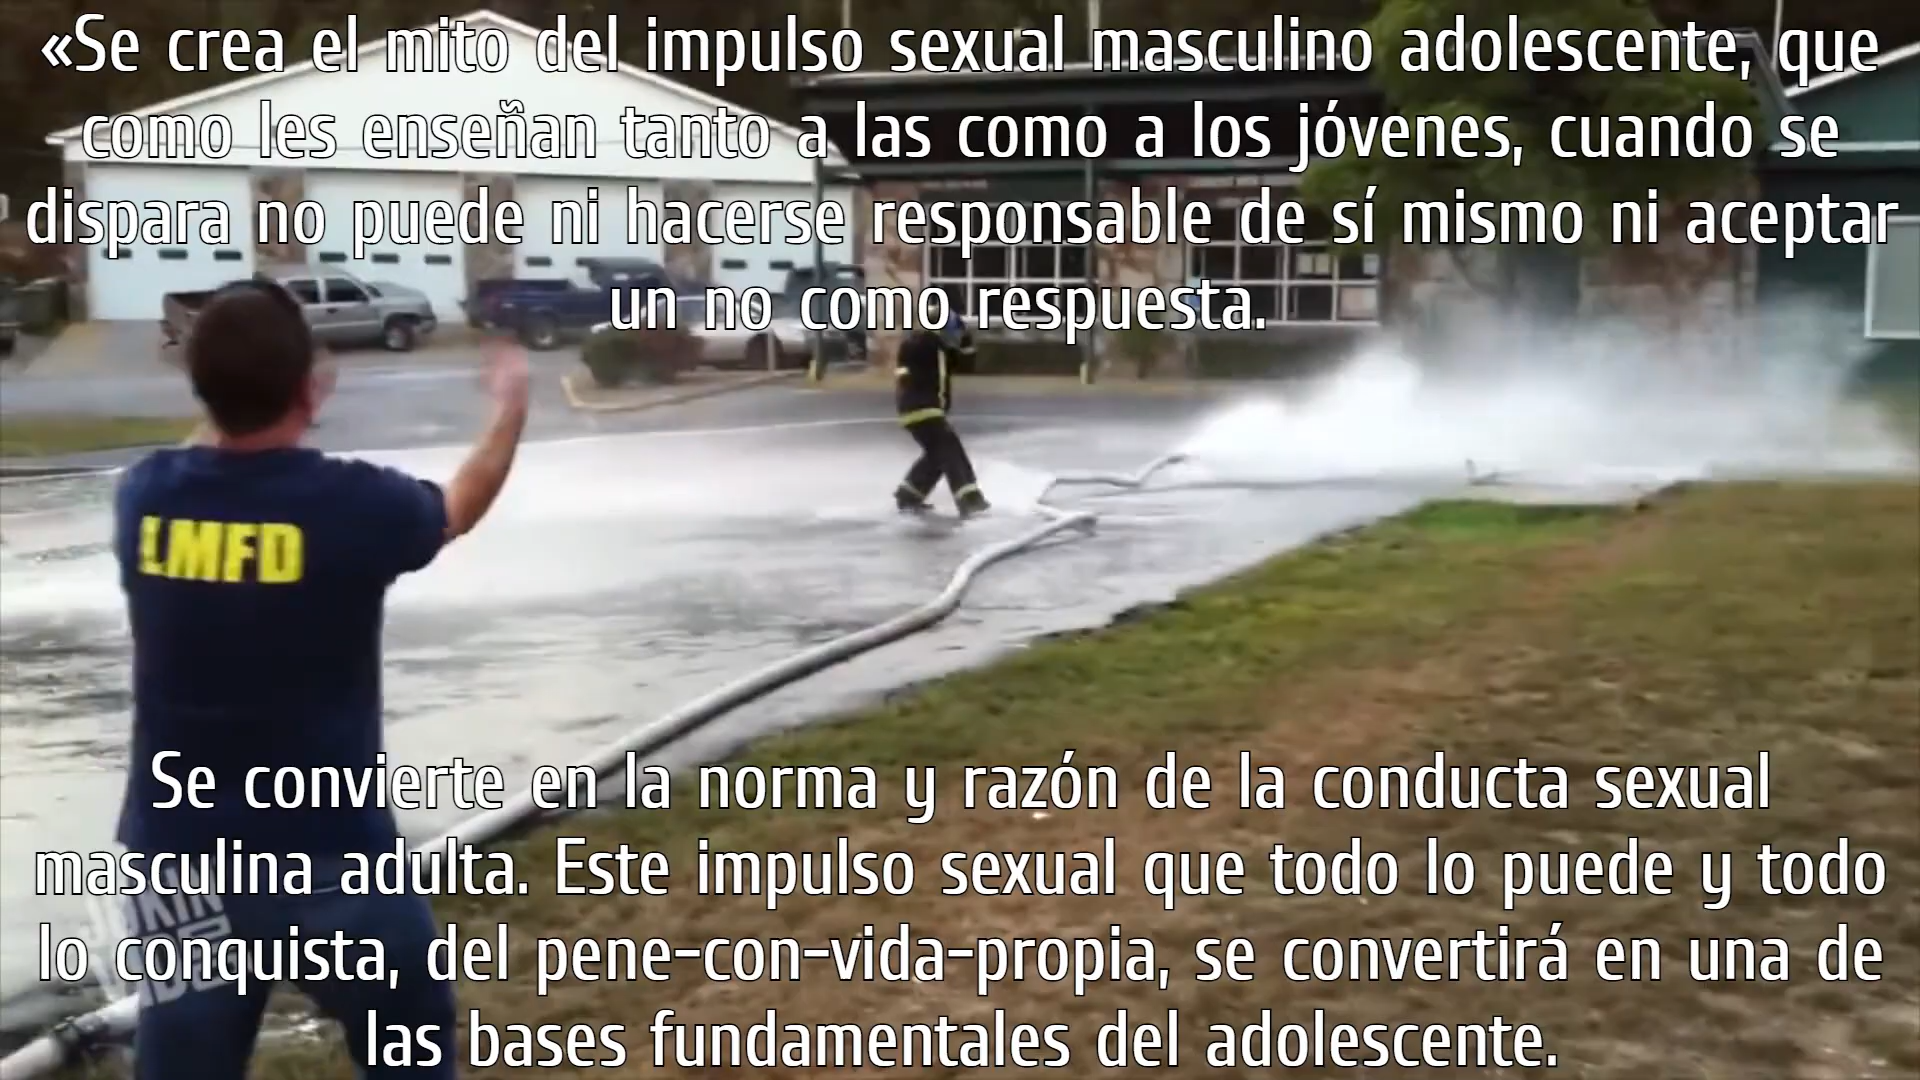 «Se crea el mito del impulso sexual masculino adolescente, que
como les enseñan tanto a las como a los jóvenes, cuando se
dispara no puede ni hacerse responsable de sí mismo ni aceptar
un no como respuesta.
LMFD
Se convierte en la norma y razón de la conducta sexual
masculina adulta. Este impulso sexual que todo lo puede y todo
lo conquista, del pene-con-vida-propia, se convertirá en una de
las bases fundamentales del adolescente.